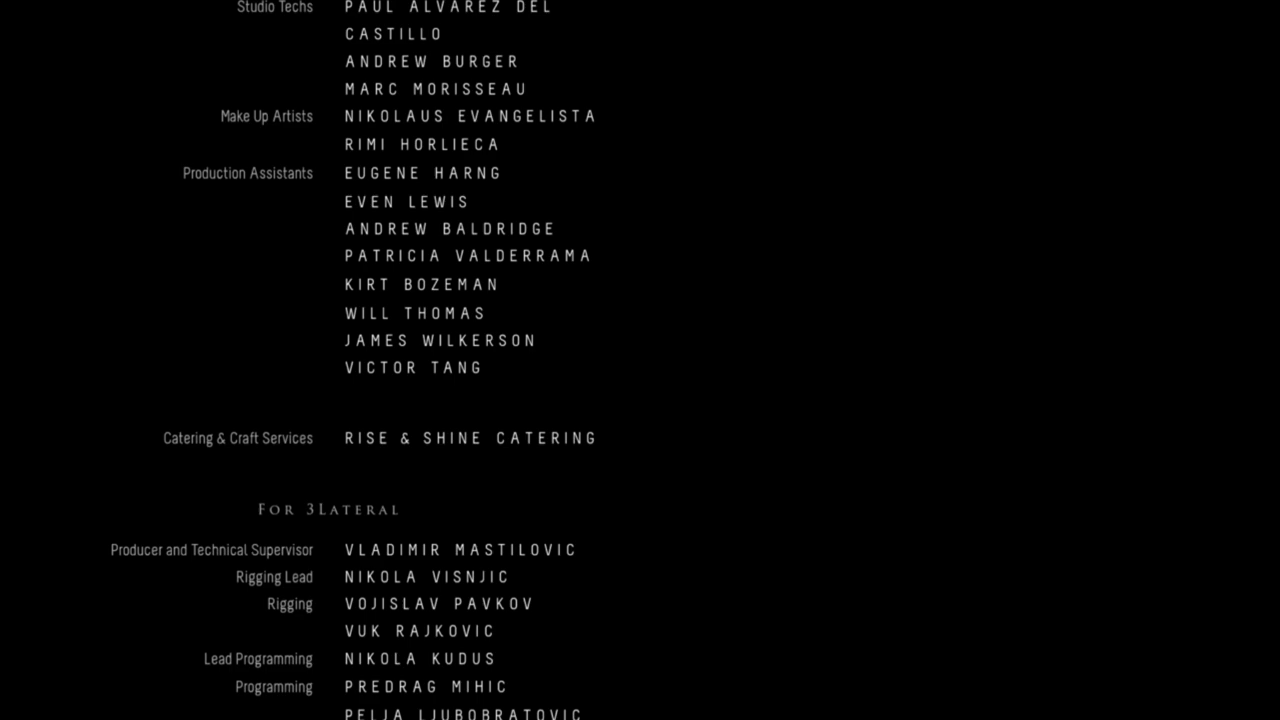 Studio Techs PAUL ALVAREZ DEL
CASTILLO
ANDREW BURGER
MARC MORISSEAU
Make Up Artists NIKOLAUS EVANGELISTA
RIMI HORLIECA
Production Assistants EUGENE HARNG
EVEN LEWIS
ANDREW BALDRIDGE
PATRICIA VALDERRAMA
KIRT BOZEMAN
WILL THOMAS
JAMES WILKERSON
VICTOR TANG
Catering & Craft Services RISE & SHINE CATERING
FOR 3LATERAL
Producer and Technical Supervisor VLADIMIR MASTILOVIC
Rigging Lead NIKOLA VISNJIC
Rigging VOJISLAV PAVKOV
VUK RAJKOVIC
Lead Programming NIKOLA KUDUS
Programming PREDRAG MIHIC
PELJA LJUBOBRATOVIC